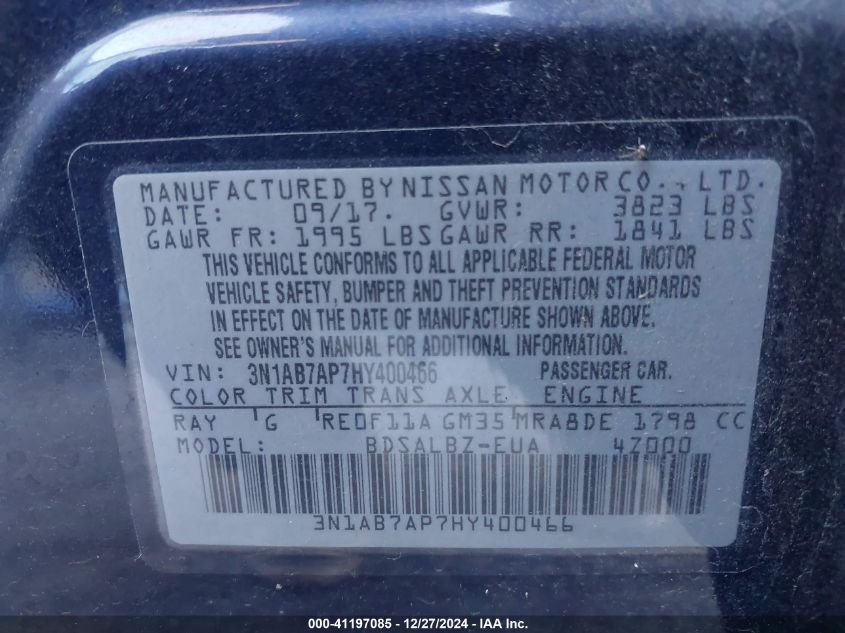 MANUFACTURED BY NISSAN MOTOR CO., LTD.
DATE: 09/17. GVWR: 3823 LBS
GAWR FR: 1995 LBS GAWR RR: 1841 LBS
THIS VEHICLE CONFORMS TO ALL APPLICABLE FEDERAL MOTOR
VEHICLE SAFETY, BUMPER AND THEFT PREVENTION STANDARDS
IN EFFECT ON THE DATE OF MANUFACTURE SHOWN ABOVE.
SEE OWNER'S MANUAL FOR ADDITIONAL INFORMATION.
VIN: 3N1AB7AP7HY400466 PASSENGER CAR.
COLOR TRIM TRANS AXLE ENGINE
RAY G RE0F11A GM35 MRA8DE 1798 CC
MODEL: BDSALBZ-EUA 4Z000
3N1AB7AP7HY400466
000-41197085 - 12/27/2024 - IAA Inc.